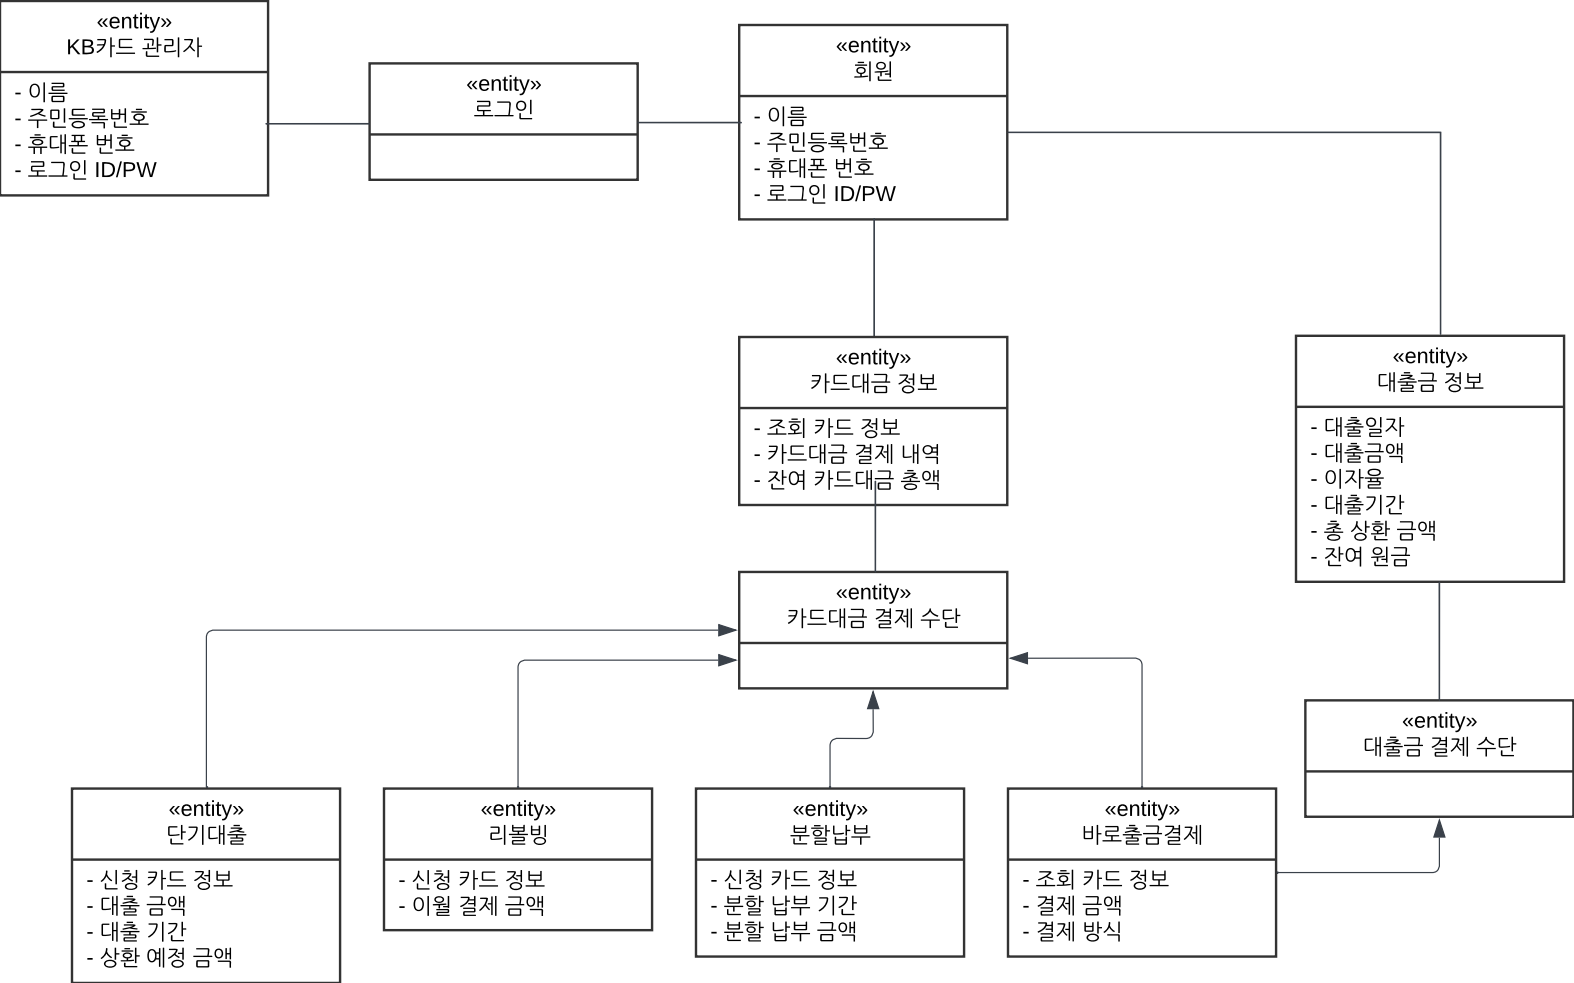 «entity»
KB카드 관리자
- 이름
- 주민등록번호
- 휴대폰 번호
- 로그인 ID/PW
«entity»
로그인
«entity»
회원
- 이름
- 주민등록번호
- 휴대폰 번호
- 로그인 ID/PW
«entity»
카드대금 정보
- 조회 카드 정보
- 카드대금 결제 내역
- 잔여 카드대금 총액
«entity»
대출금 정보
- 대출일자
- 대출금액
- 이자율
- 대출기간
- 총 상환 금액
- 잔여 원금
«entity»
카드대금 결제 수단
«entity»
대출금 결제 수단
«entity»
단기대출
- 신청 카드 정보
- 대출 금액
- 대출 기간
- 상환 예정 금액
«entity»
리볼빙
- 신청 카드 정보
- 이월 결제 금액
«entity»
분할납부
- 신청 카드 정보
- 분할 납부 기간
- 분할 납부 금액
«entity»
바로출금결제
- 조회 카드 정보
- 결제 금액
- 결제 방식